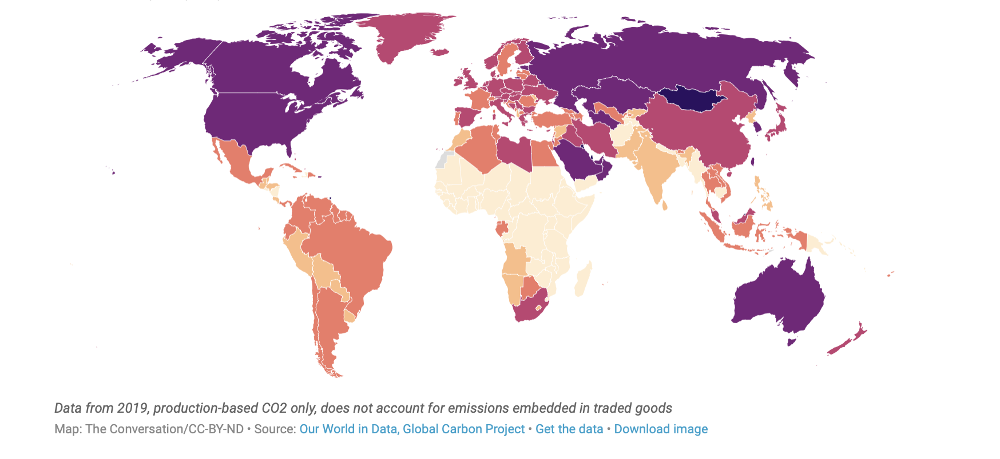 Data from 2019, production-based CO2 only, does not account for emissions embedded in traded goods
Map: The Conversation/CC-BY-ND • Source: Our World in Data, Global Carbon Project • Get the data • Download image